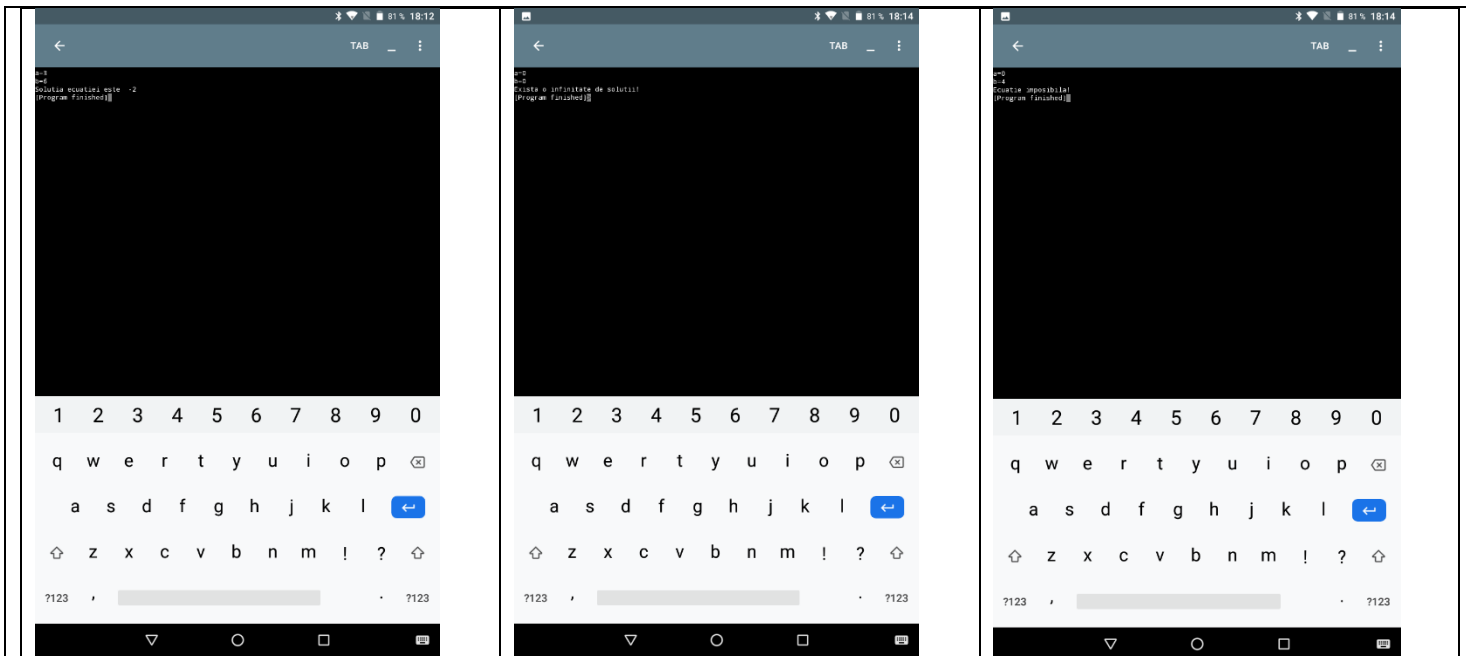 81 % 18:12
TAB
a=3
b=6
Solutia ecuatiei este -2
[Program finished]
1 2 3 4 5 6 7 8 9 0
q w e r t y u i o p
a s d f g h j k l
z x c v b n m ! ?
?123 , . ?123
81 % 18:14
TAB
a=0
b=0
Exista o infinitate de solutii!
[Program finished]
1 2 3 4 5 6 7 8 9 0
q w e r t y u i o p
a s d f g h j k l
z x c v b n m ! ?
?123 , . ?123
81 % 18:14
TAB
a=0
b=4
Ecuatie imposibila!
[Program finished]
1 2 3 4 5 6 7 8 9 0
q w e r t y u i o p
a s d f g h j k l
z x c v b n m ! ?
?123 , . ?123